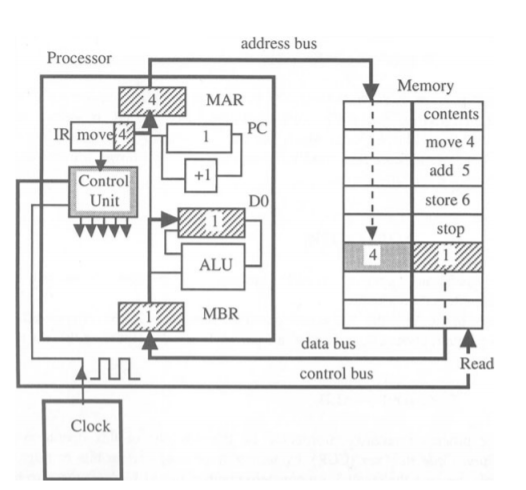 address bus
Processor
Memory
4
MAR
contents
IR
move 4
1
PC
move 4
+1
add 5
Control
Unit
D0
store 6
1
stop
ALU
4
1
1
MBR
data bus
Read
control bus
Clock